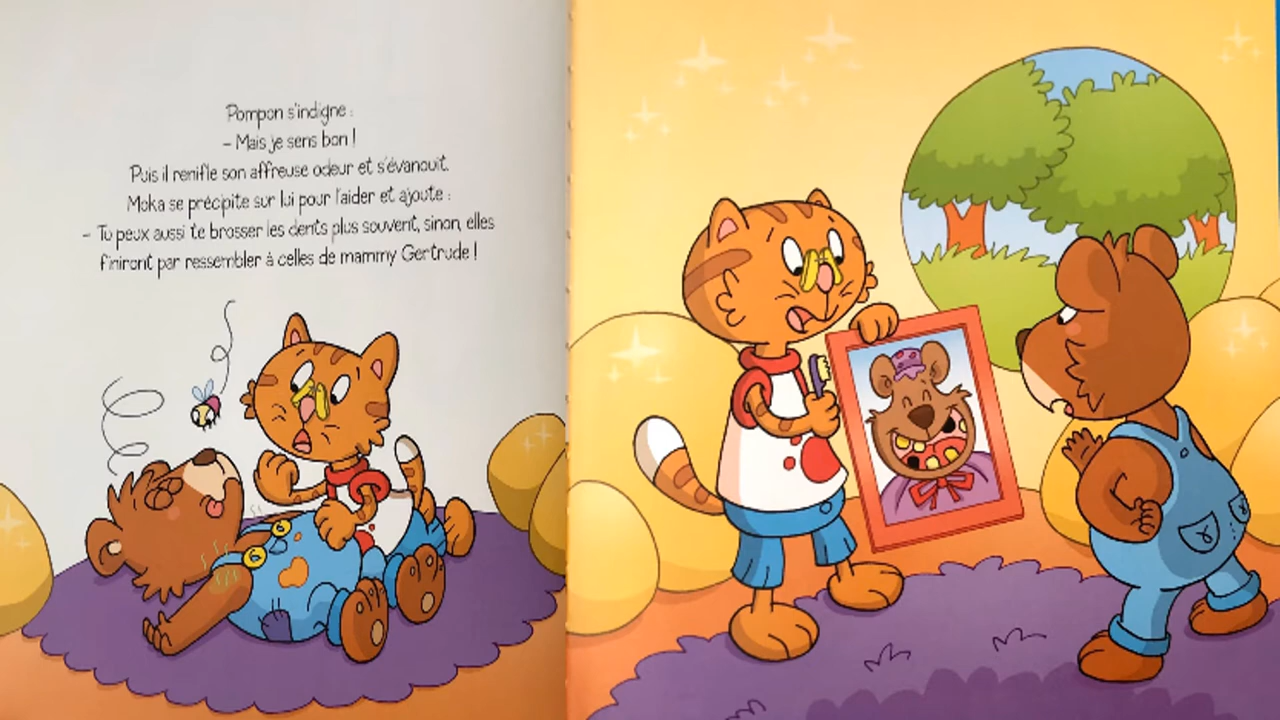 Pompon s'indigne :
– Mais je sens bon !
Puis il renifle son affreuse odeur et s'évanouit.
Moka se précipite sur lui pour l'aider et ajoute :
– Tu peux aussi te brosser les dents plus souvent, sinon, elles
finiront par ressembler à celles de mammy Gertrude !